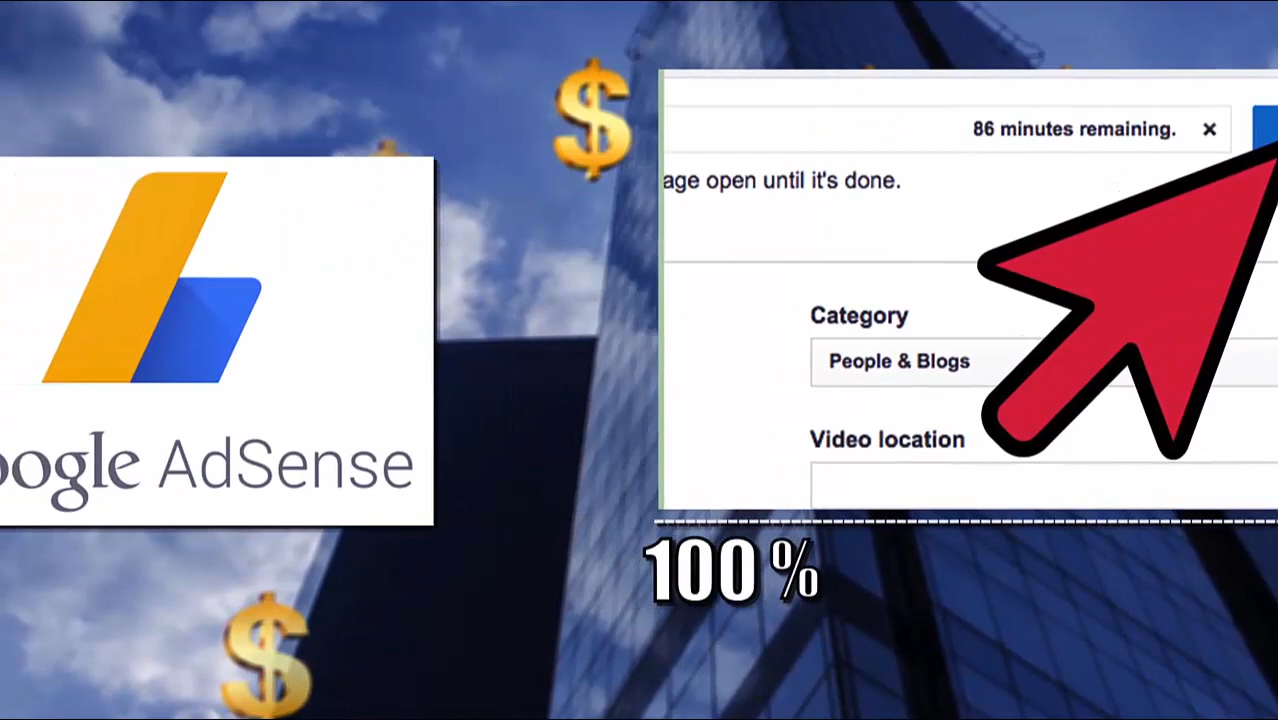 86 minutes remaining.
age open until it's done.
Category
People & Blogs
Video location
oogle AdSense
100 %